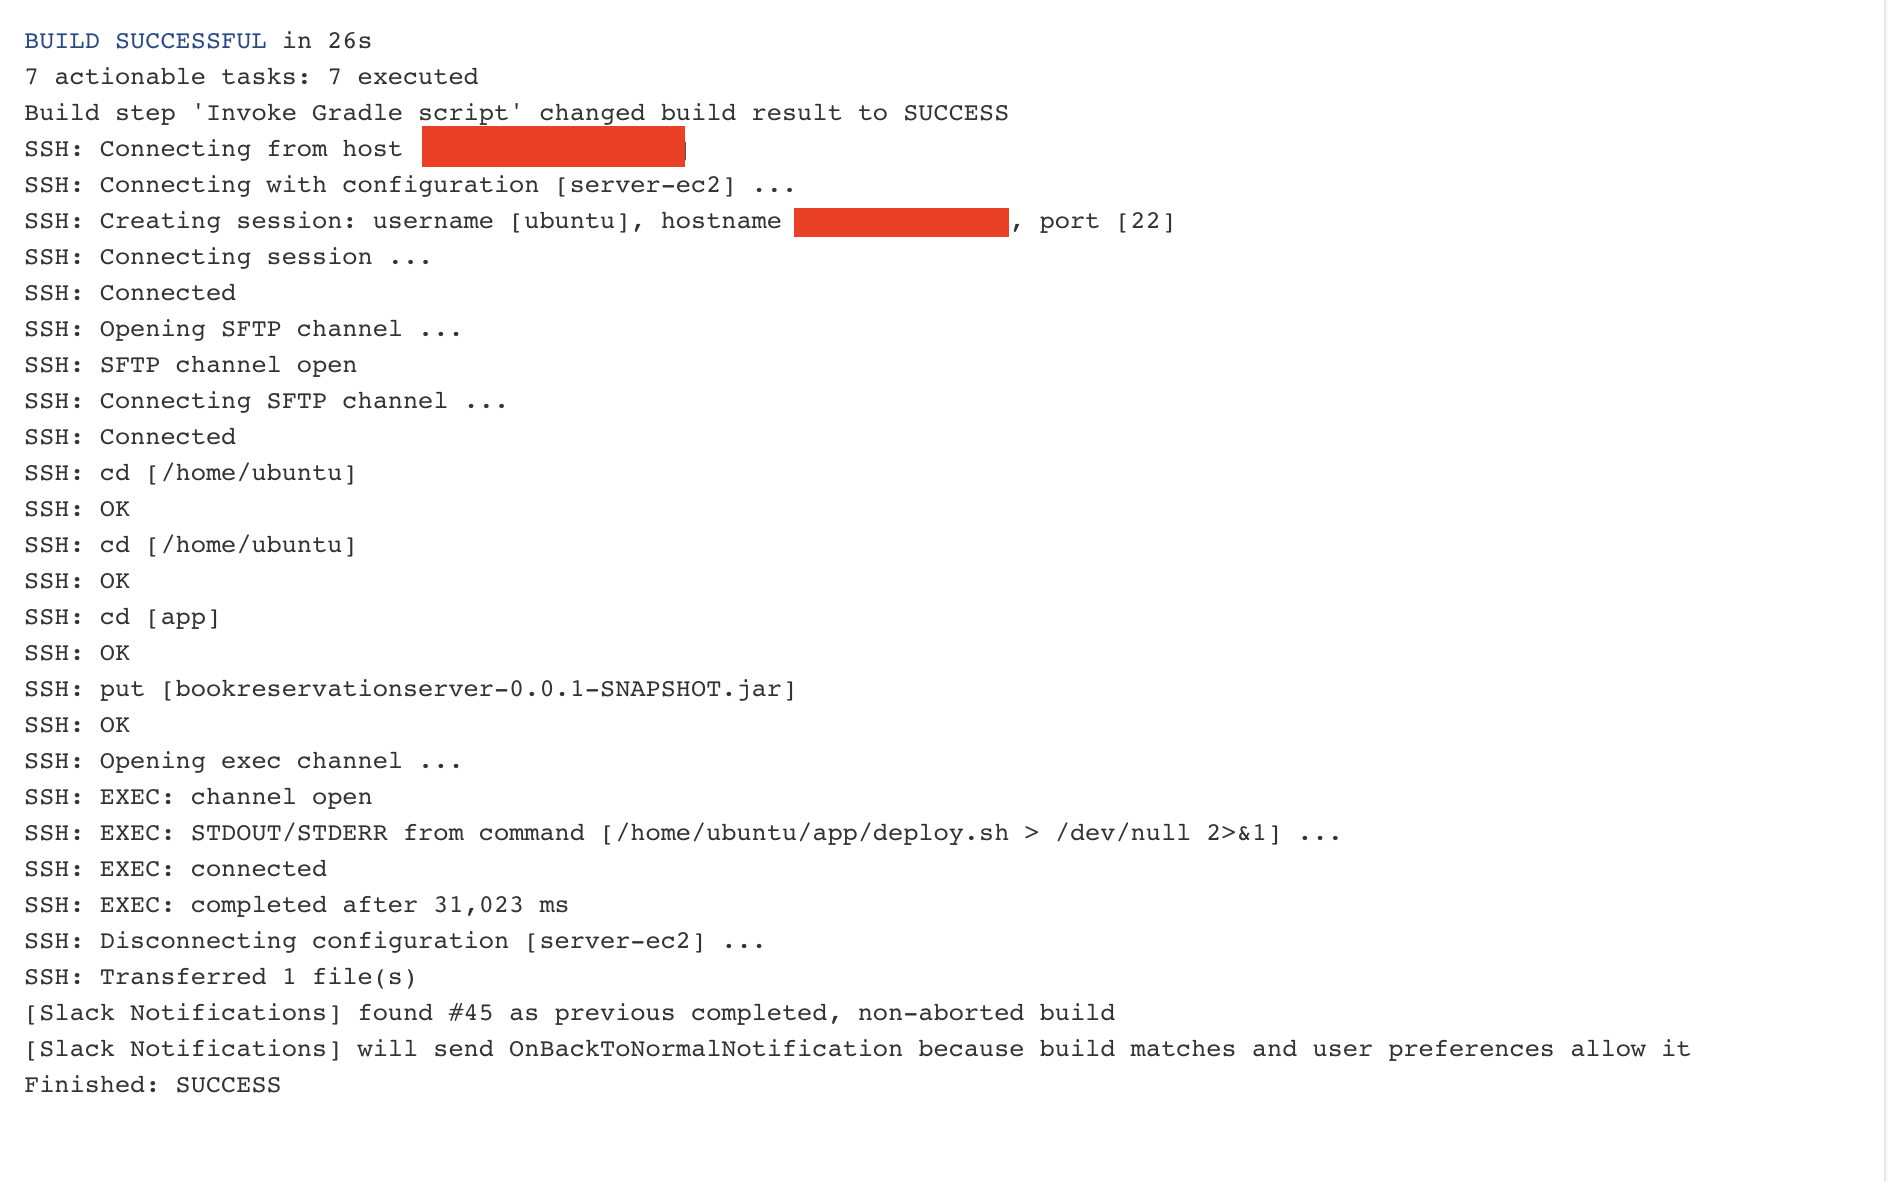 BUILD SUCCESSFUL in 26s
7 actionable tasks: 7 executed
Build step 'Invoke Gradle script' changed build result to SUCCESS
SSH: Connecting from host
SSH: Connecting with configuration [server-ec2] ...
SSH: Creating session: username [ubuntu], hostname , port [22]
SSH: Connecting session ...
SSH: Connected
SSH: Opening SFTP channel ...
SSH: SFTP channel open
SSH: Connecting SFTP channel ...
SSH: Connected
SSH: cd [/home/ubuntu]
SSH: OK
SSH: cd [/home/ubuntu]
SSH: OK
SSH: cd [app]
SSH: OK
SSH: put [bookreservationserver-0.0.1-SNAPSHOT.jar]
SSH: OK
SSH: Opening exec channel ...
SSH: EXEC: channel open
SSH: EXEC: STDOUT/STDERR from command [/home/ubuntu/app/deploy.sh > /dev/null 2>&1] ...
SSH: EXEC: connected
SSH: EXEC: completed after 31,023 ms
SSH: Disconnecting configuration [server-ec2] ...
SSH: Transferred 1 file(s)
[Slack Notifications] found #45 as previous completed, non-aborted build
[Slack Notifications] will send OnBackToNormalNotification because build matches and user preferences allow it
Finished: SUCCESS